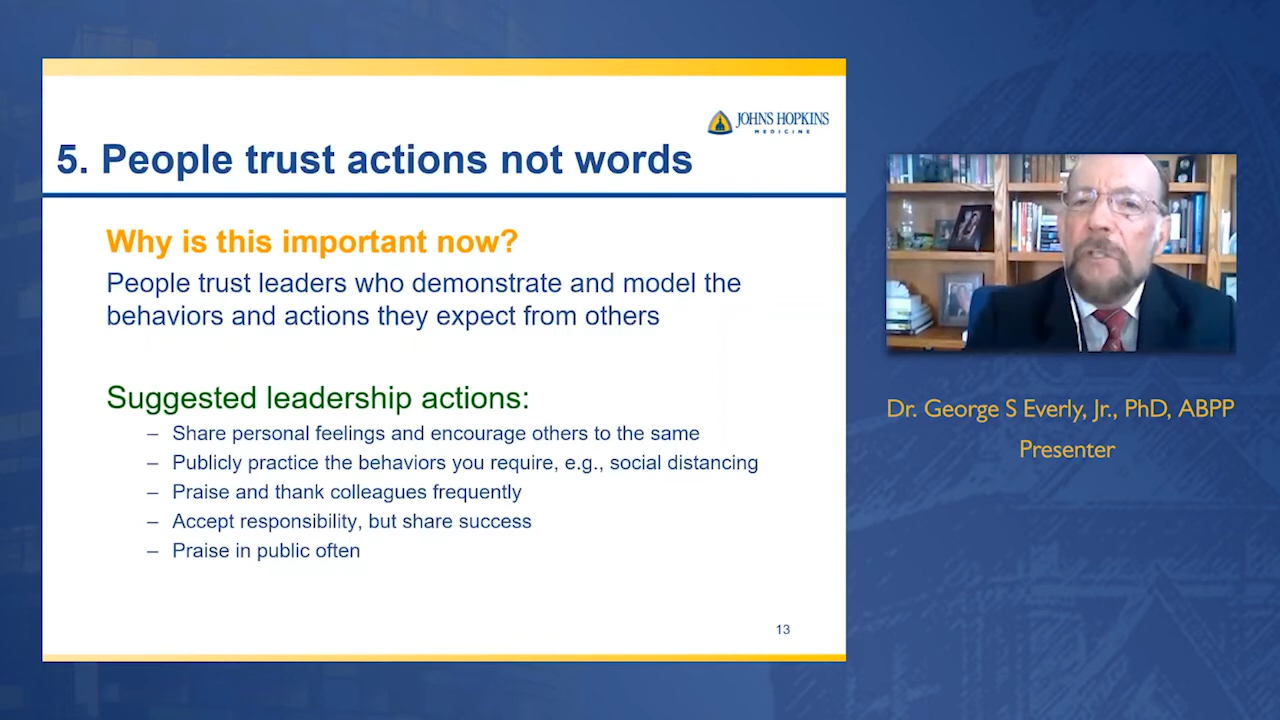 JOHNS HOPKINS
MEDICINE
5. People trust actions not words
Why is this important now?
People trust leaders who demonstrate and model the
behaviors and actions they expect from others
Suggested leadership actions:
– Share personal feelings and encourage others to the same
– Publicly practice the behaviors you require, e.g., social distancing
– Praise and thank colleagues frequently
– Accept responsibility, but share success
– Praise in public often
13
Dr. George S Everly, Jr., PhD, ABPP
Presenter